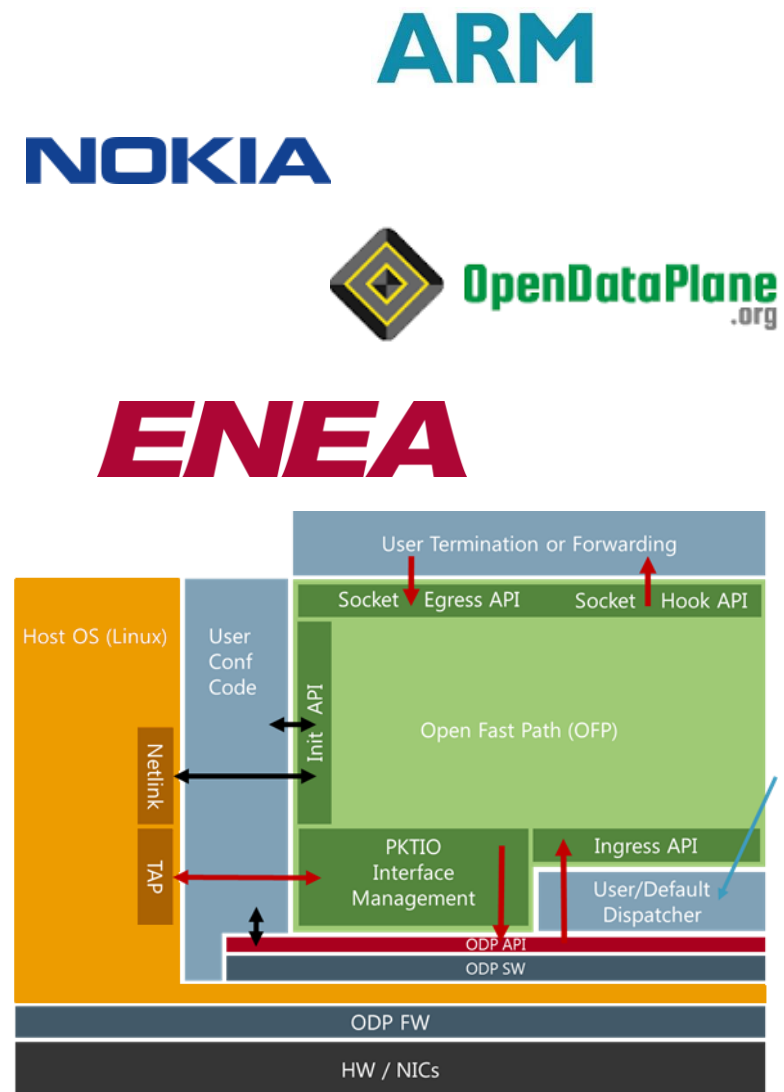 ARM
NOKIA
OpenDataPlane
.org
ENEA
User Termination or Forwarding
Socket Egress API Socket Hook API
Host OS (Linux)
User
Conf
Code
Init API
Open Fast Path (OFP)
Netlink
TAP
PKTIO
Interface
Management
Ingress API
User/Default
Dispatcher
ODP API
ODP SW
ODP FW
HW / NICs